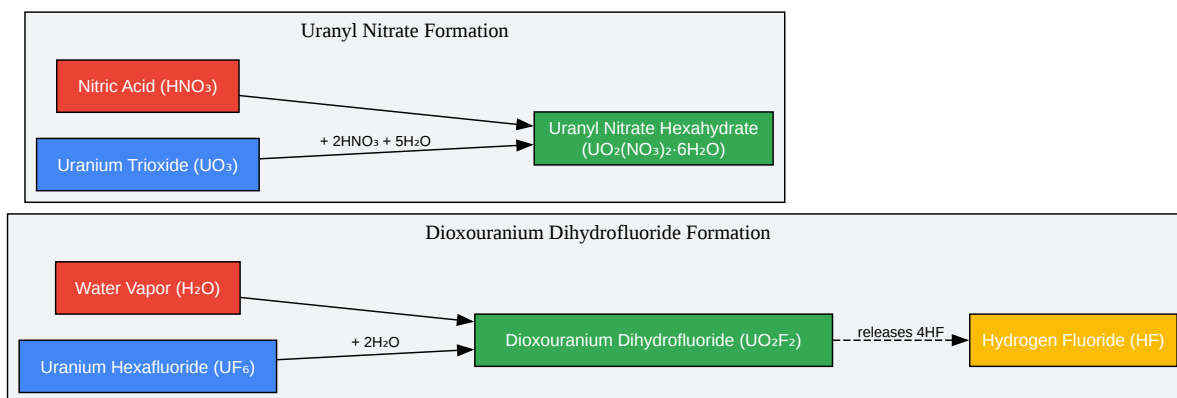 Uranyl Nitrate Formation
Nitric Acid (HNO₃)
Uranium Trioxide (UO₃)
+ 2HNO₃ + 5H₂O
Uranyl Nitrate Hexahydrate
(UO₂(NO₃)₂·6H₂O)
Dioxouranium Dihydrofluoride Formation
Water Vapor (H₂O)
Uranium Hexafluoride (UF₆)
+ 2H₂O
Dioxouranium Dihydrofluoride (UO₂F₂)
releases 4HF
Hydrogen Fluoride (HF)